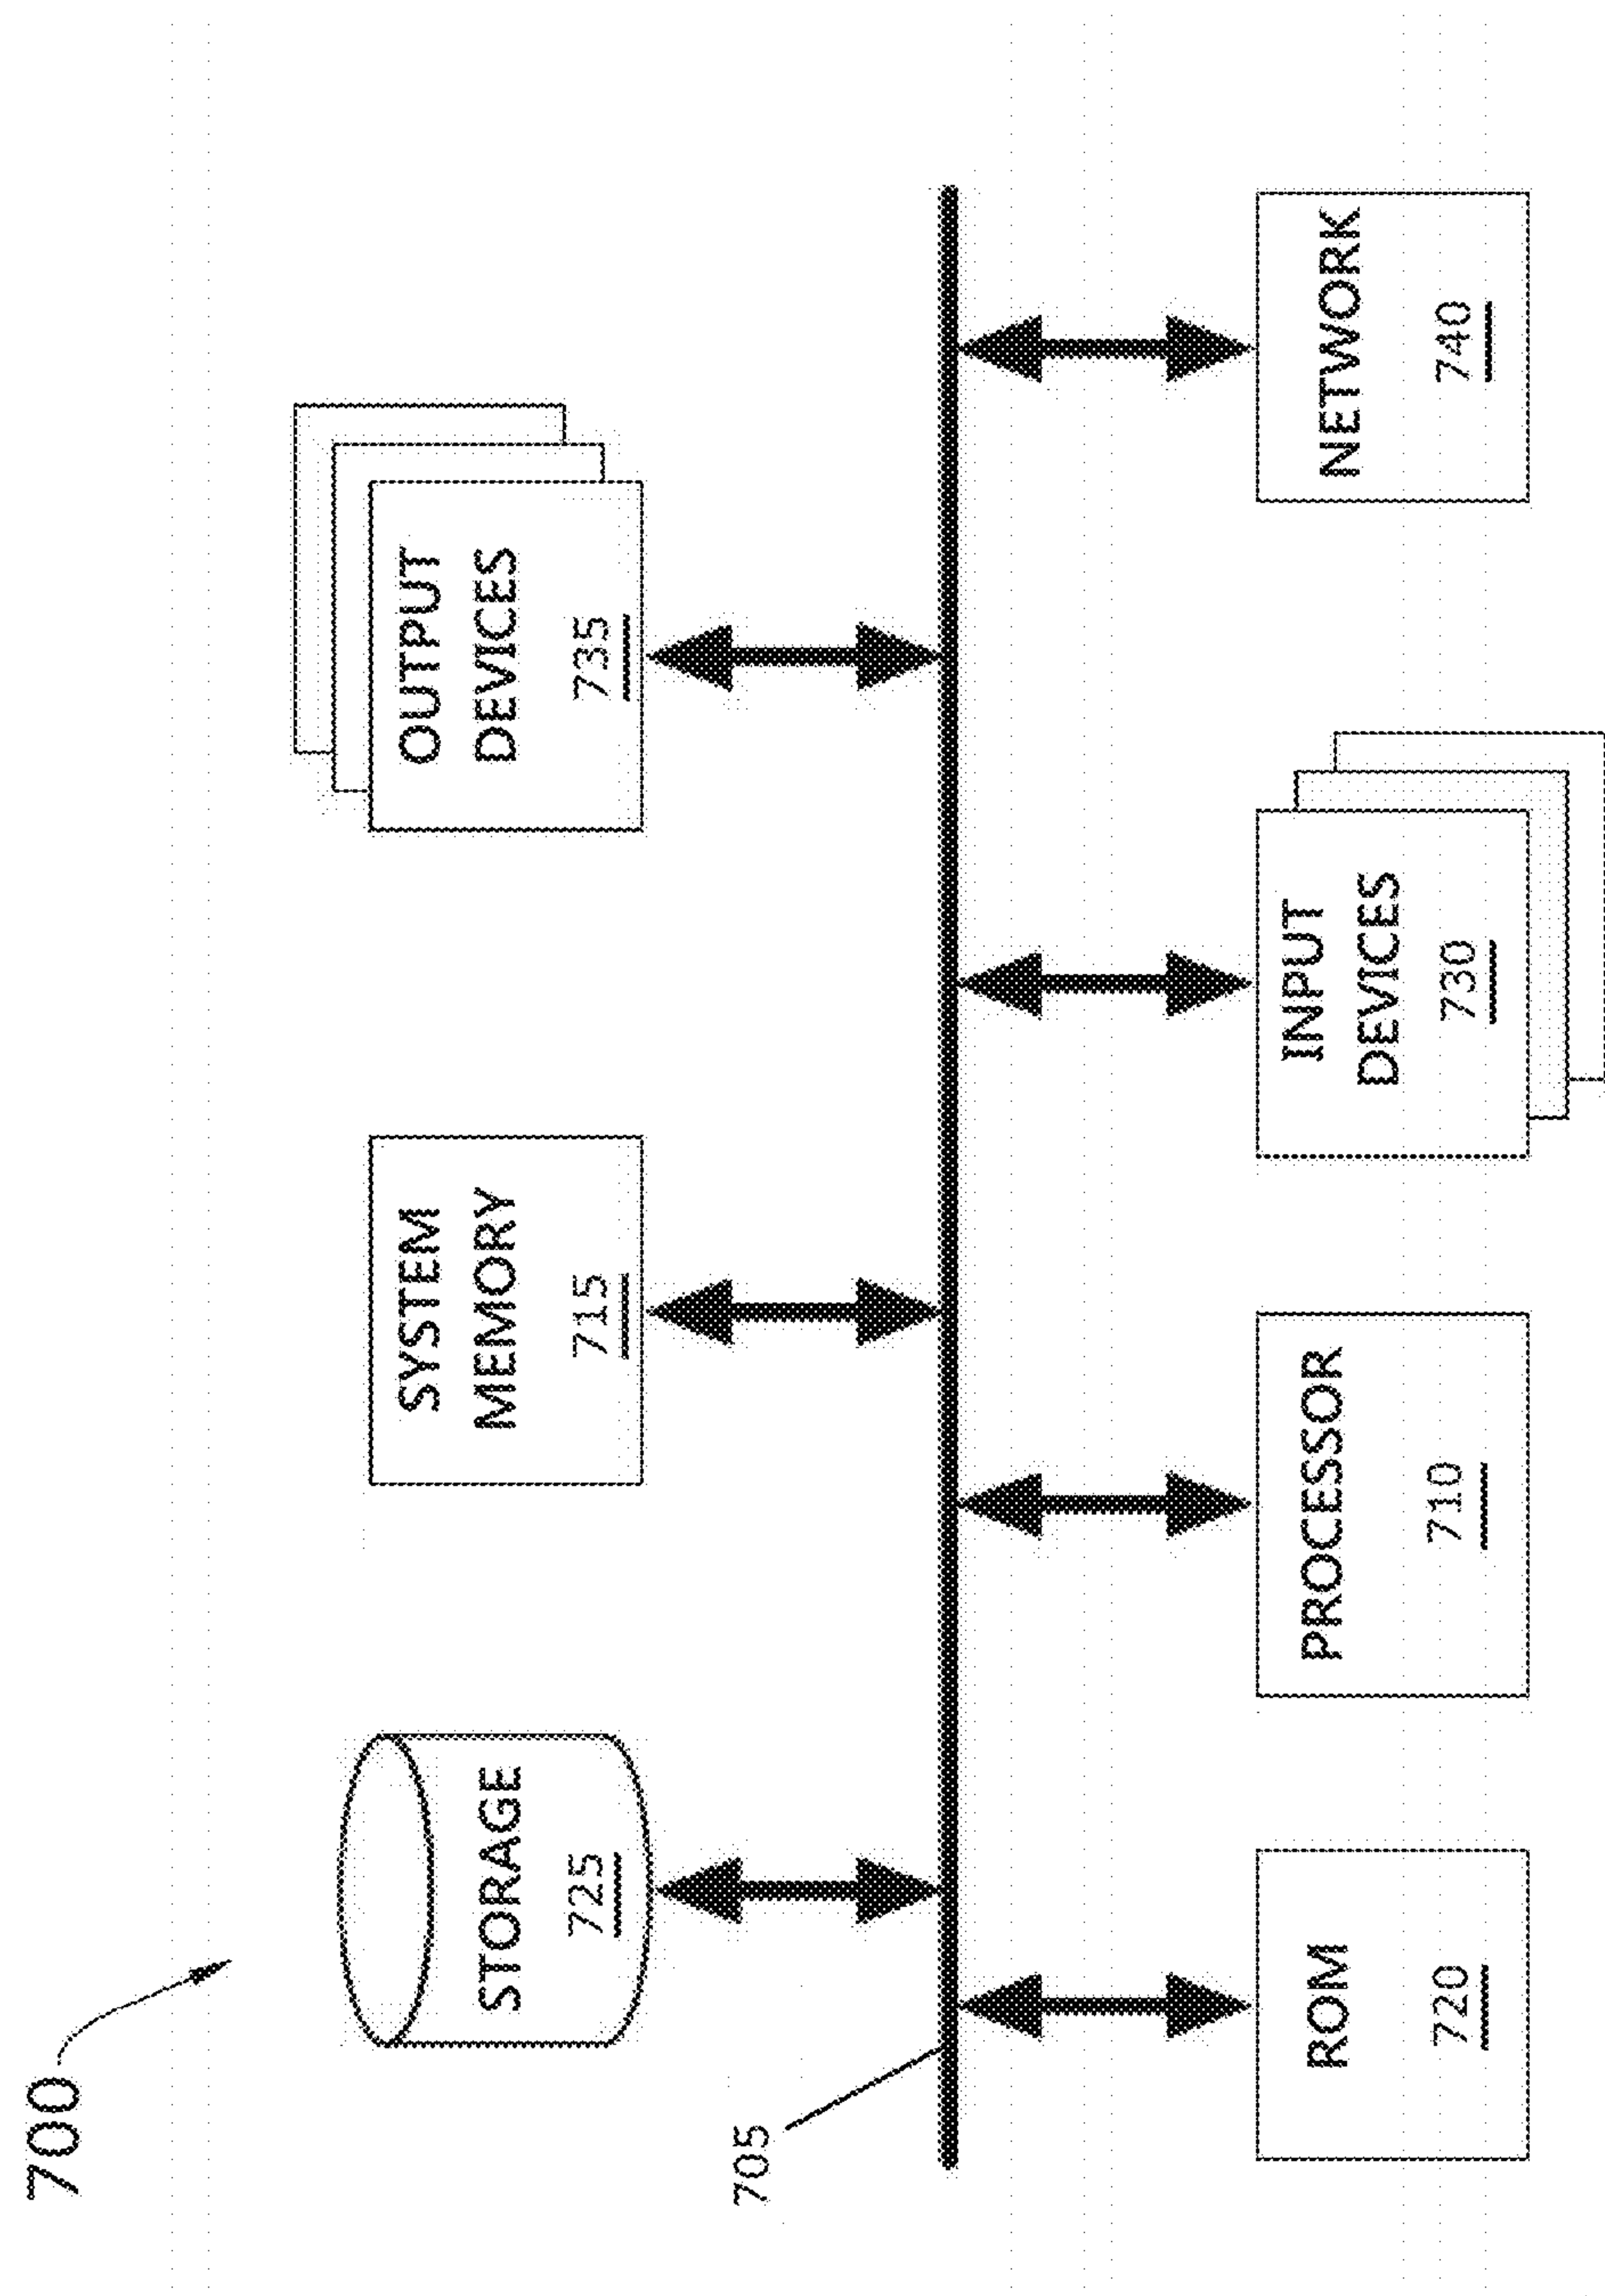 700
STORAGE
725
SYSTEM
MEMORY
715
OUTPUT
DEVICES
735
705
ROM
720
PROCESSOR
710
INPUT
DEVICES
730
NETWORK
740